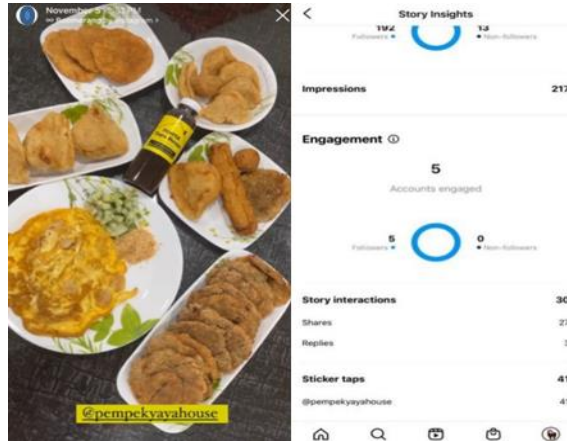 @pempekyayahouse
Story Insights
192
13
Followers
Non-followers
Impressions
217
Engagement
5
Accounts engaged
5
0
Followers
Non-followers
Story interactions
30
Shares
27
Replies
Sticker taps
41
@pempekyayahouse